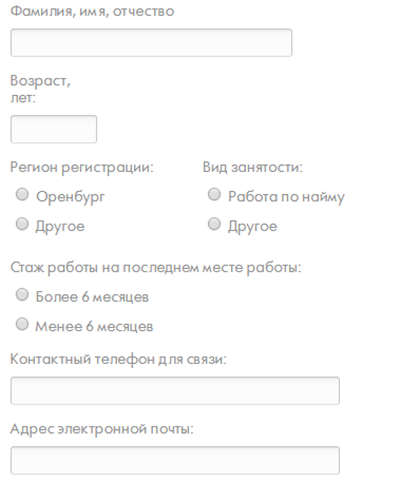 Фамилия, имя, отчество
Возраст,
лет:
Регион регистрации:
Оренбург
Другое
Вид занятости:
Работа по найму
Другое
Стаж работы на последнем месте работы:
Более 6 месяцев
Менее 6 месяцев
Контактный телефон для связи:
Адрес электронной почты: